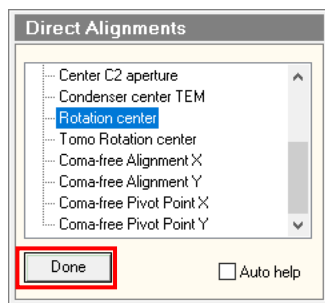 Direct Alignments
Center C2 aperture
Condenser center TEM
Rotation center
Tomo Rotation center
Coma-free Alignment X
Coma-free Alignment Y
Coma-free Pivot Point X
Coma-free Pivot Point Y
Done
Auto help